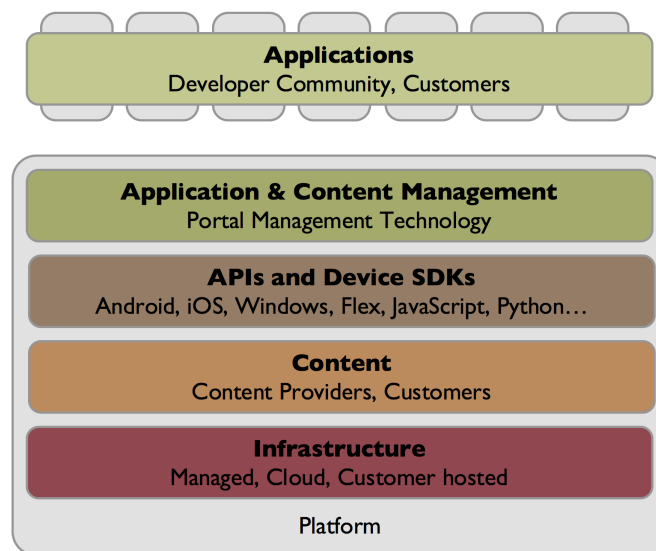 Applications
Developer Community, Customers
Application & Content Management
Portal Management Technology
APIs and Device SDKs
Android, iOS, Windows, Flex, JavaScript, Python…
Content
Content Providers, Customers
Infrastructure
Managed, Cloud, Customer hosted
Platform